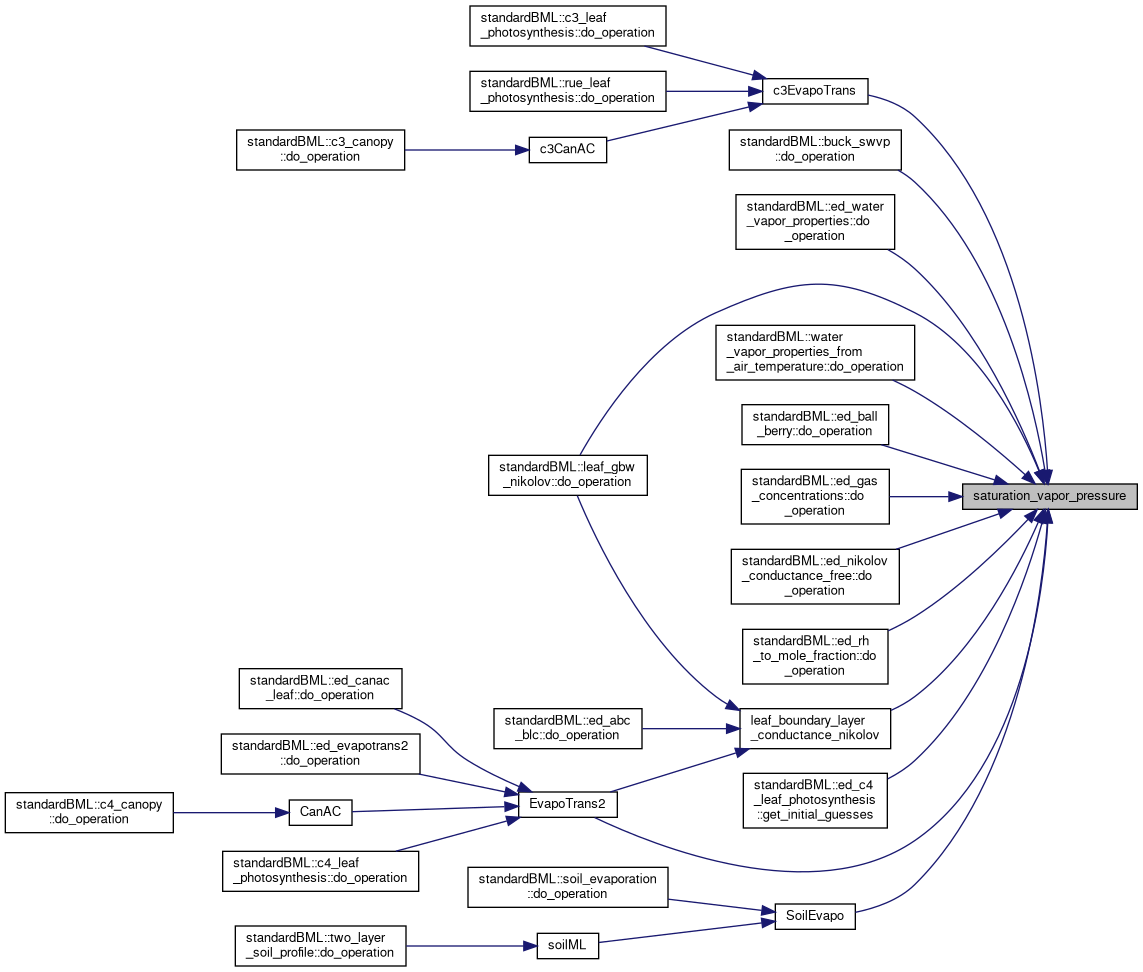 standardBML::c3_leaf
_photosynthesis::do_operation
standardBML::rue_leaf
_photosynthesis::do_operation
c3EvapoTrans
standardBML::c3_canopy
::do_operation
c3CanAC
standardBML::buck_swvp
::do_operation
standardBML::ed_water
_vapor_properties::do
_operation
standardBML::water
_vapor_properties_from
_air_temperature::do_operation
standardBML::ed_ball
_berry::do_operation
standardBML::leaf_gbw
_nikolov::do_operation
standardBML::ed_gas
_concentrations::do
_operation
saturation_vapor_pressure
standardBML::ed_nikolov
_conductance_free::do
_operation
standardBML::ed_rh
_to_mole_fraction::do
_operation
standardBML::ed_canac
_leaf::do_operation
standardBML::ed_abc
_blc::do_operation
leaf_boundary_layer
_conductance_nikolov
standardBML::ed_evapotrans2
::do_operation
standardBML::c4_canopy
::do_operation
CanAC
EvapoTrans2
standardBML::ed_c4
_leaf_photosynthesis
::get_initial_guesses
standardBML::c4_leaf
_photosynthesis::do_operation
standardBML::soil_evaporation
::do_operation
SoilEvapo
standardBML::two_layer
_soil_profile::do_operation
soilML